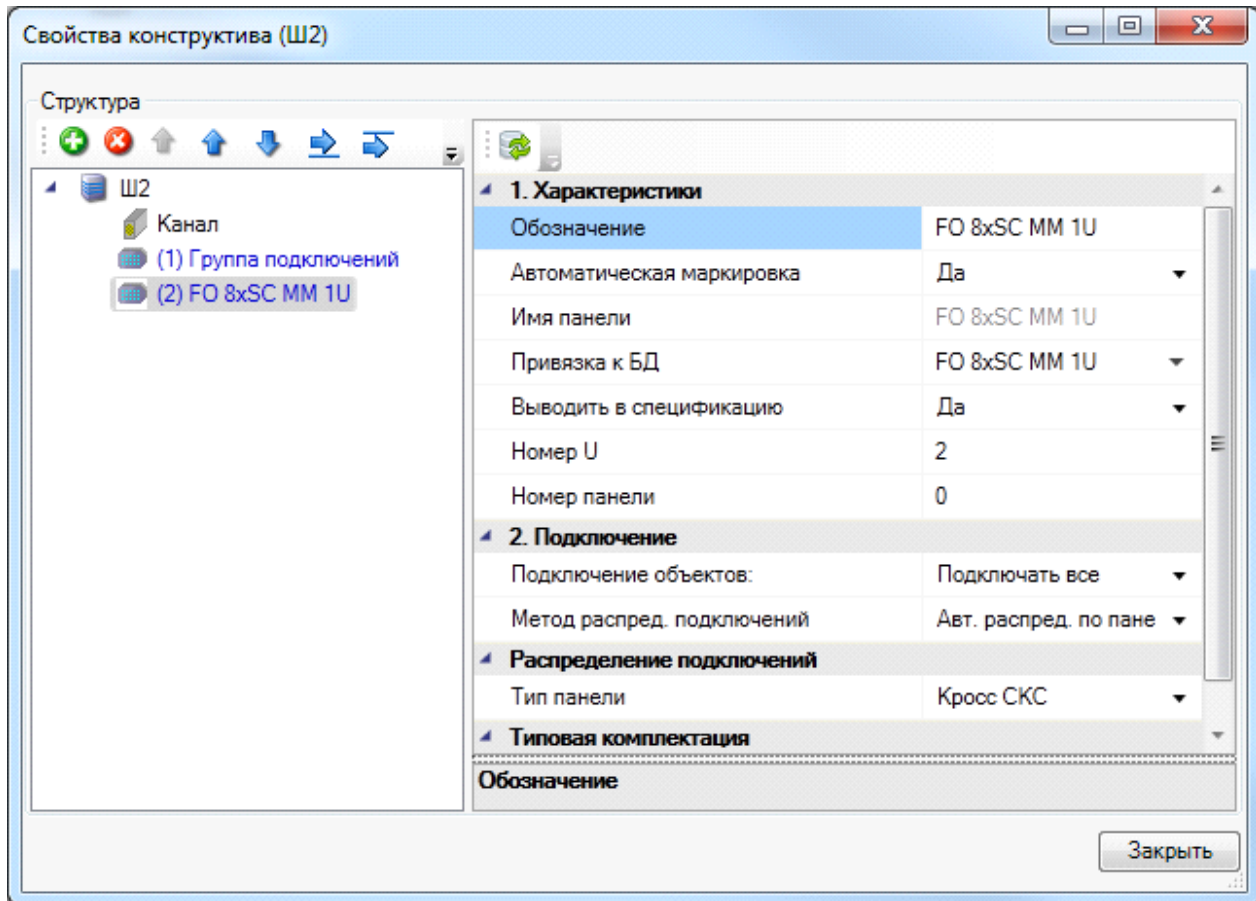 Свойства конструктива (Ш2)
Структура
Ш2
Канал
(1) Группа подключений
(2) FO 8xSC MM 1U
1. Характеристики
Обозначение FO 8xSC MM 1U
Автоматическая маркировка Да
Имя панели FO 8xSC MM 1U
Привязка к БД FO 8xSC MM 1U
Выводить в спецификацию Да
Номер U 2
Номер панели 0
2. Подключение
Подключение объектов: Подключать все
Метод распред. подключений Авт. распред. по пане
Распределение подключений
Тип панели Кросс СКС
Типовая комплектация
Обозначение
Закрыть